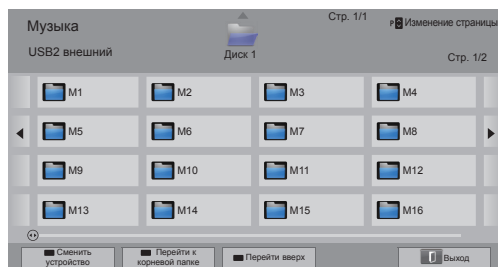 Музыка
Стр. 1/1
P Изменение страницы
USB2 внешний
Диск 1
Стр. 1/2
M1
M2
M3
M4
M5
M6
M7
M8
M9
M10
M11
M12
M13
M14
M15
M16
Сменить устройство
Перейти к корневой папке
Перейти вверх
Выход